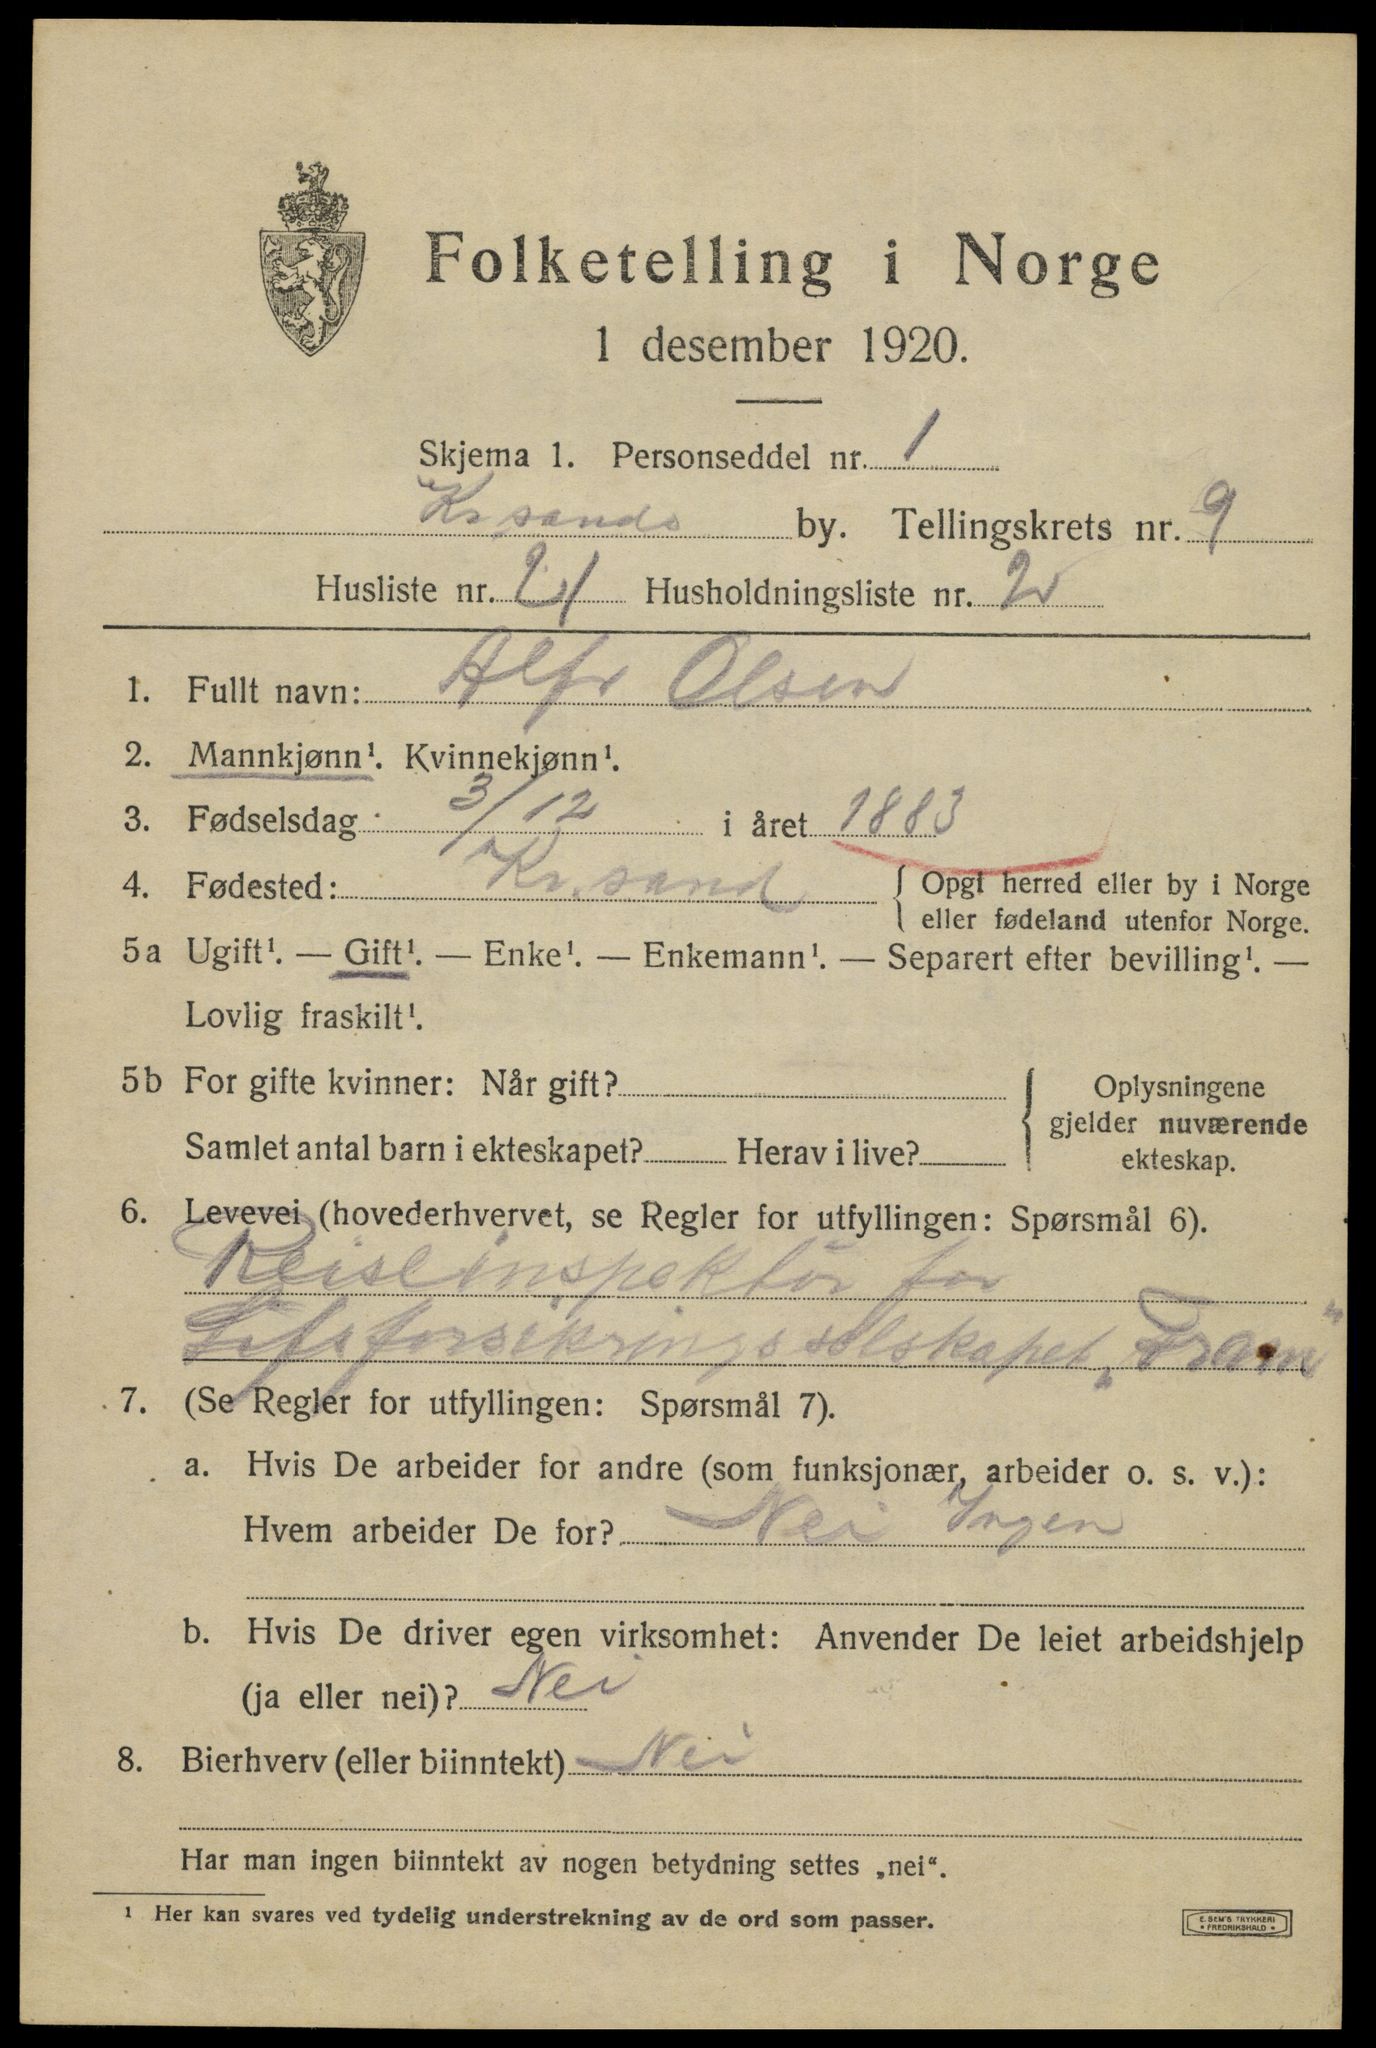 Folketelling i Norge
1 desember 1920.
Skjema 1. Personseddel nr. 1
Krsands by. Tellingskrets nr. 9
Husliste nr. 21 Husholdningsliste nr. 2
1. Fullt navn: Alfr Olsen
2. Mannkjønn¹. Kvinnekjønn¹.
3. Fødselsdag 3/12 i året 1883
4. Fødested: Kr.sand { Opgi herred eller by i Norge
eller fødeland utenfor Norge.
5a Ugift¹. — Gift¹. — Enke¹. — Enkemann¹. — Separert efter bevilling¹. —
Lovlig fraskilt¹.
5b For gifte kvinner: Når gift?
Samlet antal barn i ekteskapet? Herav i live?
Oplysningene
gjelder nuværende
ekteskap.
6. Levevei (hovederhvervet, se Regler for utfyllingen: Spørsmål 6).
Reiseinspektør for
Lifsforsikringsselskapet „Fram"
7. (Se Regler for utfyllingen: Spørsmål 7).
a. Hvis De arbeider for andre (som funksjonær, arbeider o. s. v.):
Hvem arbeider De for? Nei Ingen
b. Hvis De driver egen virksomhet: Anvender De leiet arbeidshjelp
(ja eller nei)? Nei
8. Bierhverv (eller biinntekt) Nei
Har man ingen biinntekt av nogen betydning settes „nei“.
¹ Her kan svares ved tydelig understrekning av de ord som passer.
E. SEM'S TRYKKERI
* FREDRIKSHALD *